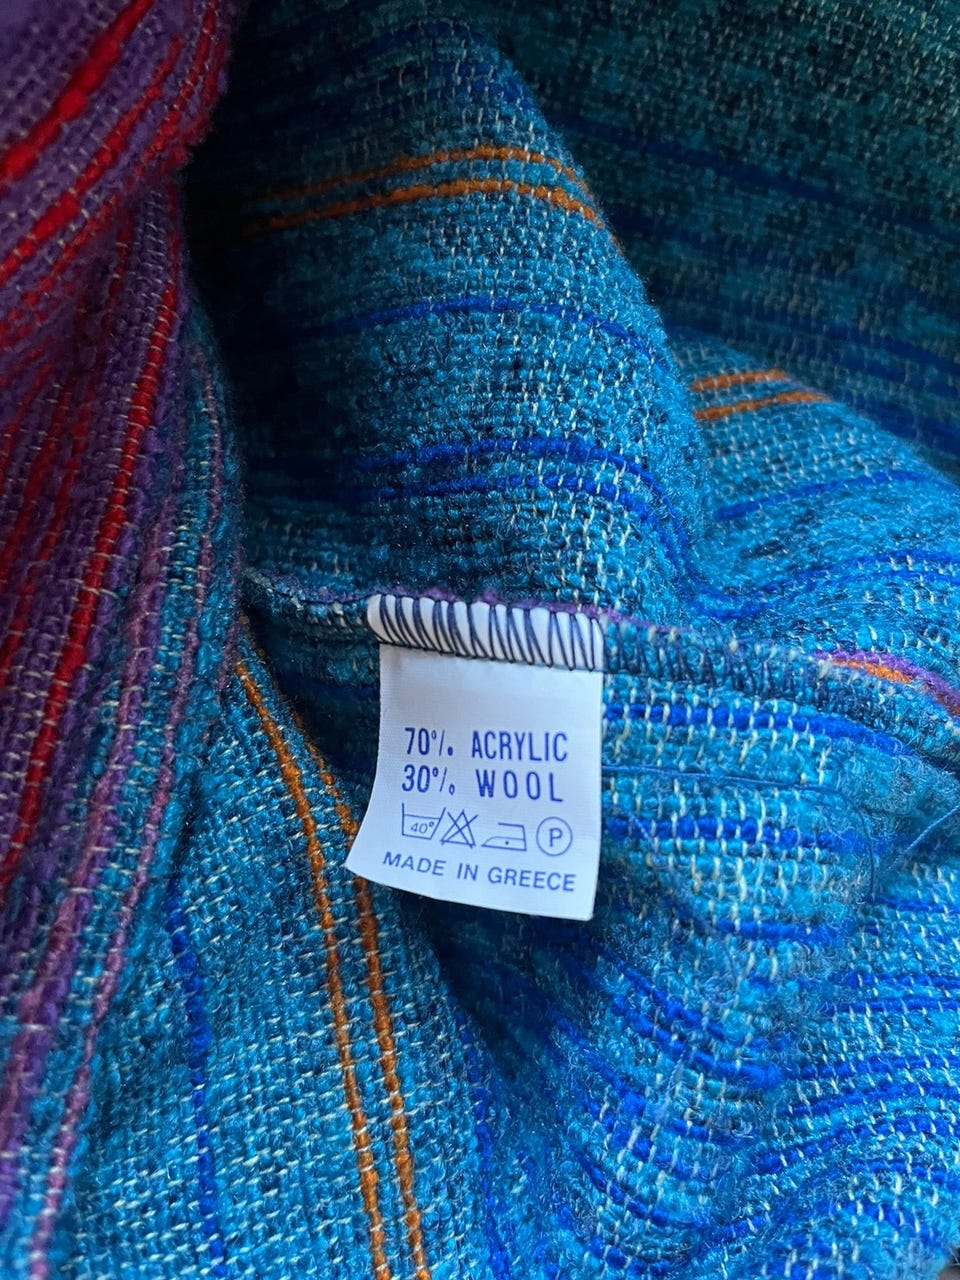 70% ACRYLIC
30% WOOL
40° P
MADE IN GREECE